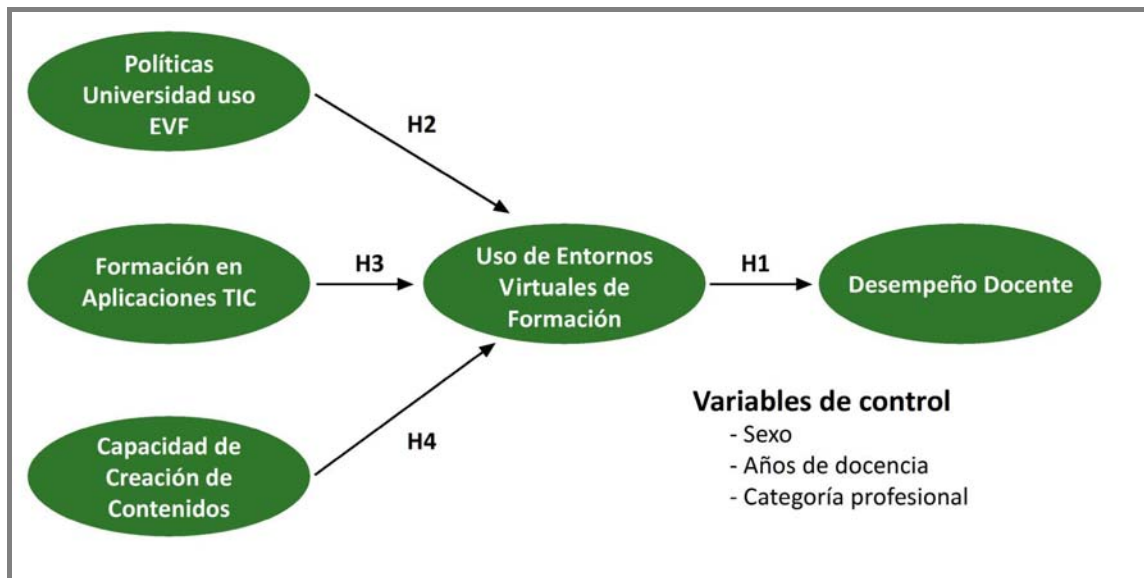 Políticas
Universidad uso
EVF
H2
Formación en
Aplicaciones TIC
H3
Uso de Entornos
Virtuales de
Formación
H1
Desempeño Docente
Capacidad de
Creación de
Contenidos
H4
Variables de control
- Sexo
- Años de docencia
- Categoría profesional